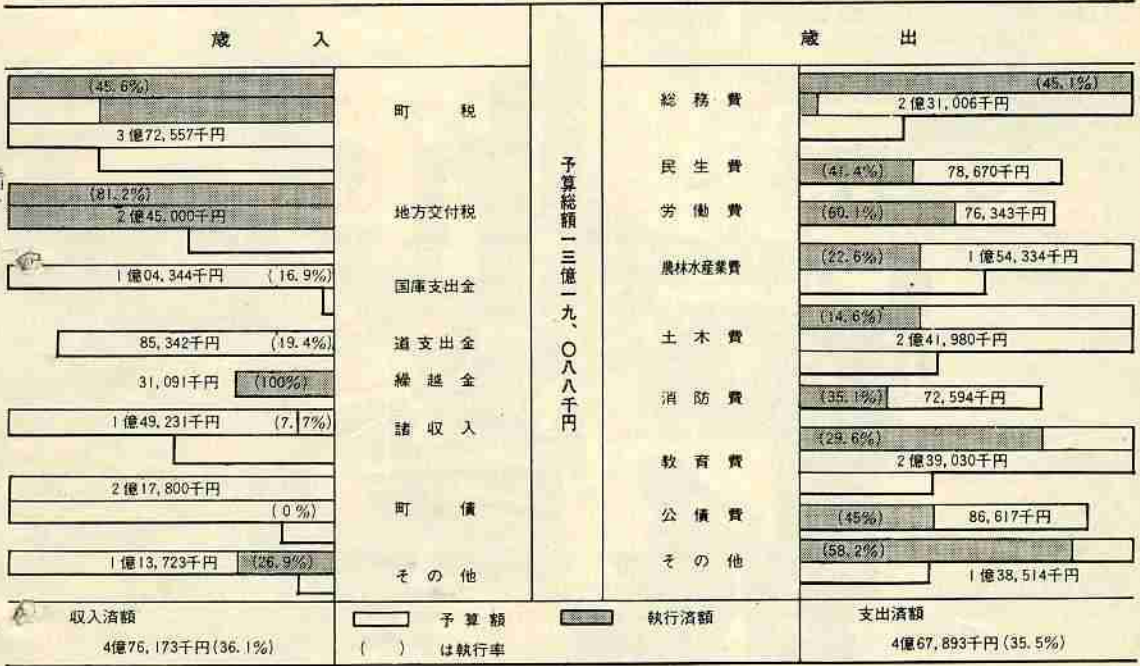 歳入
(45.6%)
3億72,557千円
町税
(81.2%)
2億45,000千円
地方交付税
1億04,344千円 (16.9%)
国庫支出金
85,342千円 (19.4%)
道支出金
31,091千円 (100%)
繰越金
1億49,231千円 (7.7%)
諸収入
2億17,800千円
(0%)
町債
1億13,723千円 (26.9%)
その他
収入済額
4億76,173千円(36.1%)
予算総額一三億一九、〇八八千円
歳出
総務費
(45.1%)
2億31,006千円
民生費
(41.4%) 78,670千円
労働費
(60.1%) 76,343千円
農林水産業費
(22.6%) 1億54,334千円
土木費
(14.6%)
2億41,980千円
消防費
(35.1%) 72,594千円
教育費
(29.6%)
2億39,030千円
公債費
(45%) 86,617千円
その他
(58.2%)
1億38,514千円
予算額
執行済額
( ) は執行率
支出済額
4億67,893千円(35.5%)